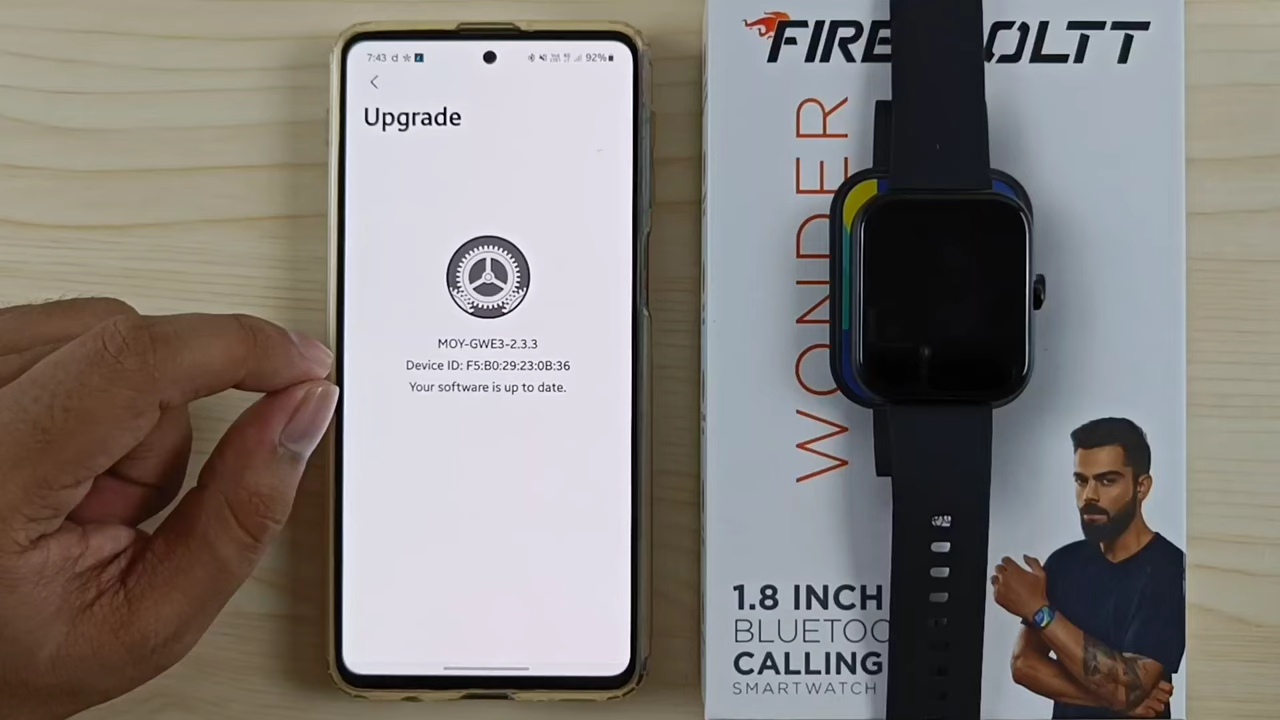 7:43
92%
Upgrade
MOY-GWE3-2.3.3
Device ID: F5:B0:29:23:0B:36
Your software is up to date.
FIRE OLTT
WONDER
1.8 INCH
BLUETOO
CALLING
SMARTWATCH